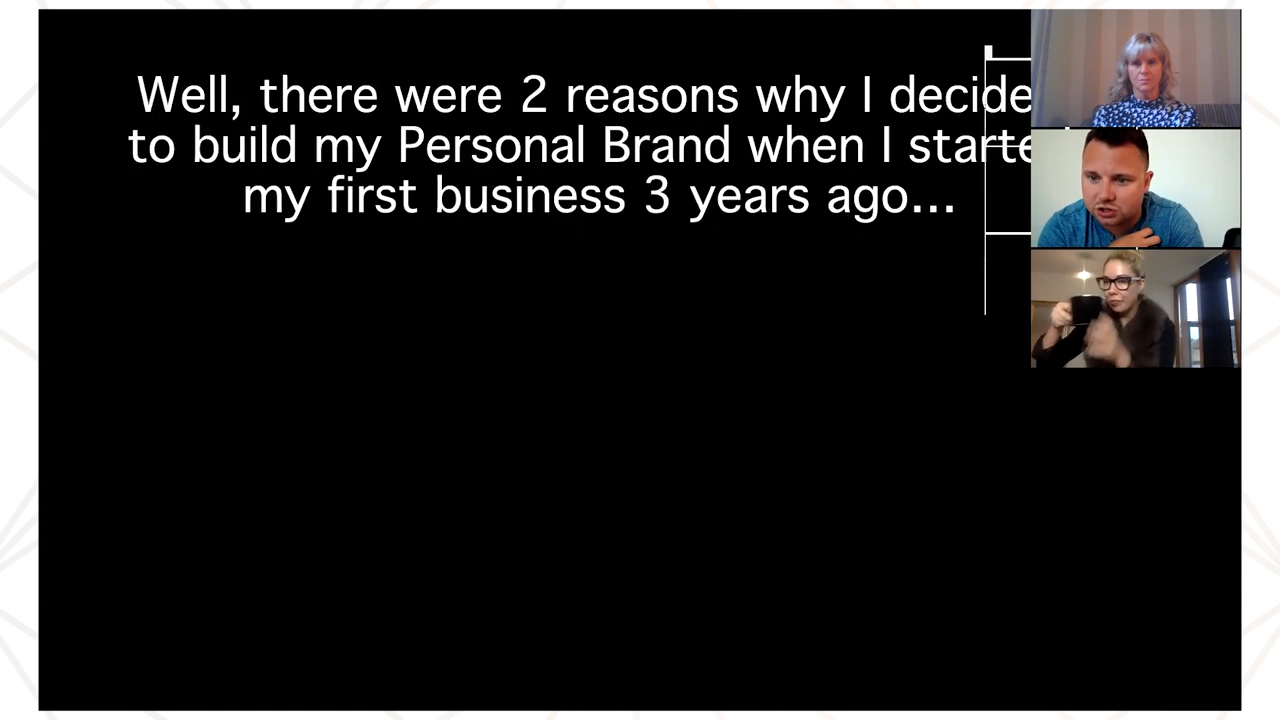 Well, there were 2 reasons why I decide
to build my Personal Brand when I starte
my first business 3 years ago...